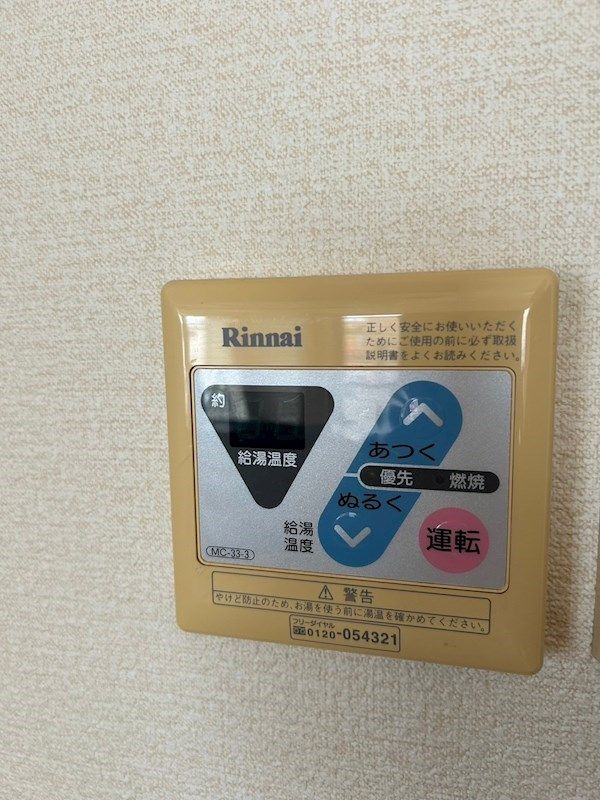 Rinnai
正しく安全にお使いいただく
ためにご使用の前に必ず取扱
説明書をよくお読みください。
約
給湯温度
あつく
優先 燃焼
ぬるく
給湯
温度
運転
MC-33-3
⚠ 警告
やけど防止のため、お湯を使う前に湯温を確かめてください。
フリーダイヤル
0120-054321